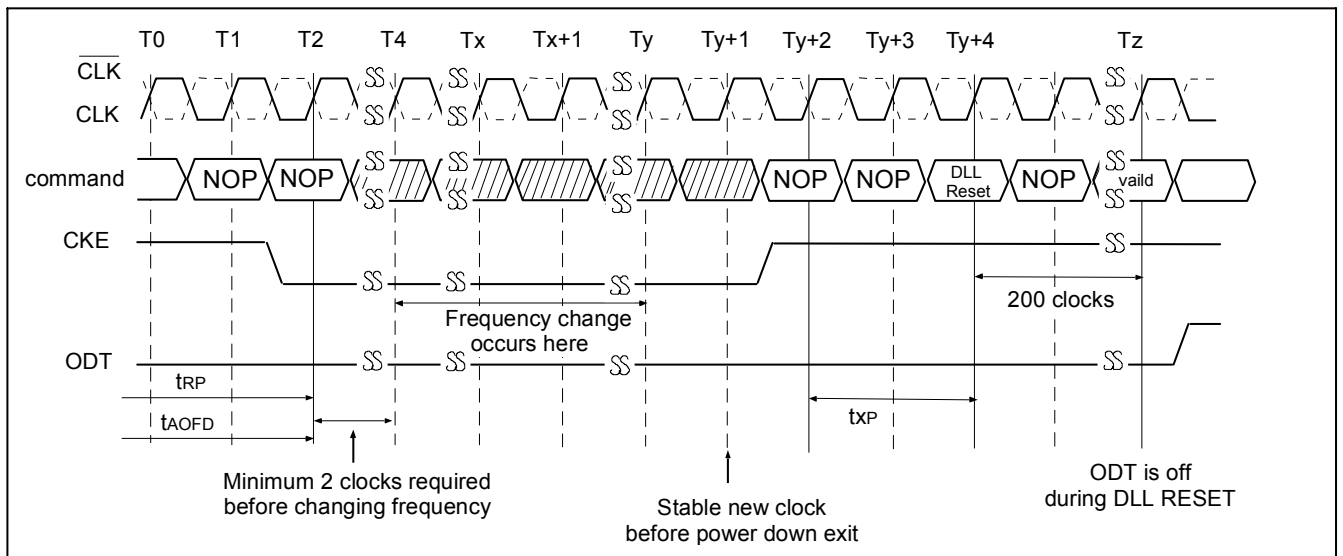 T0 T1 T2 T4 Tx Tx+1 Ty Ty+1 Ty+2 Ty+3 Ty+4 Tz
CLK
CLK
command NOP NOP NOP NOP DLL Reset NOP vaild
CKE
200 clocks
Frequency change
occurs here
ODT
tRP
txP
tAOFD
Minimum 2 clocks required
before changing frequency
Stable new clock
before power down exit
ODT is off
during DLL RESET